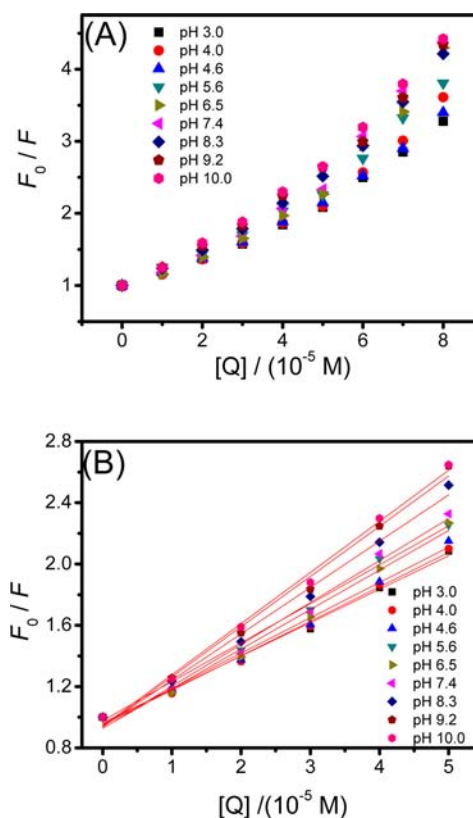 (A)
pH 3.0
pH 4.0
pH 4.6
pH 5.6
pH 6.5
pH 7.4
pH 8.3
pH 9.2
pH 10.0
F₀ / F
4
3
2
1
0 2 4 6 8
[Q] / (10⁻⁵ M)
(B)
F₀ / F
2.8
2.4
2.0
1.6
1.2
0.8
pH 3.0
pH 4.0
pH 4.6
pH 5.6
pH 6.5
pH 7.4
pH 8.3
pH 9.2
pH 10.0
0 1 2 3 4 5
[Q] /(10⁻⁵ M)